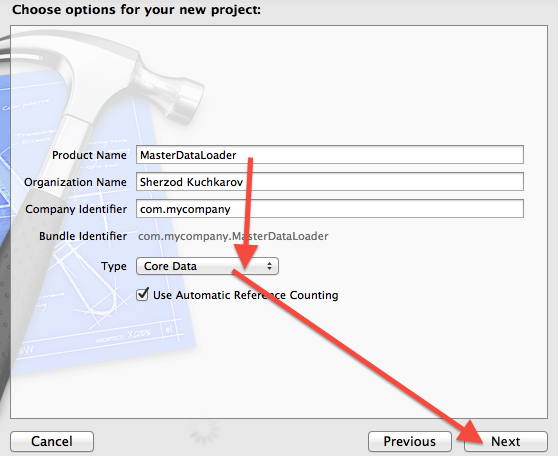 Choose options for your new project:
Product Name MasterDataLoader
Organization Name Sherzod Kuchkarov
Company Identifier com.mycompany
Bundle Identifier com.mycompany.MasterDataLoader
Type Core Data
Use Automatic Reference Counting
Cancel Previous Next